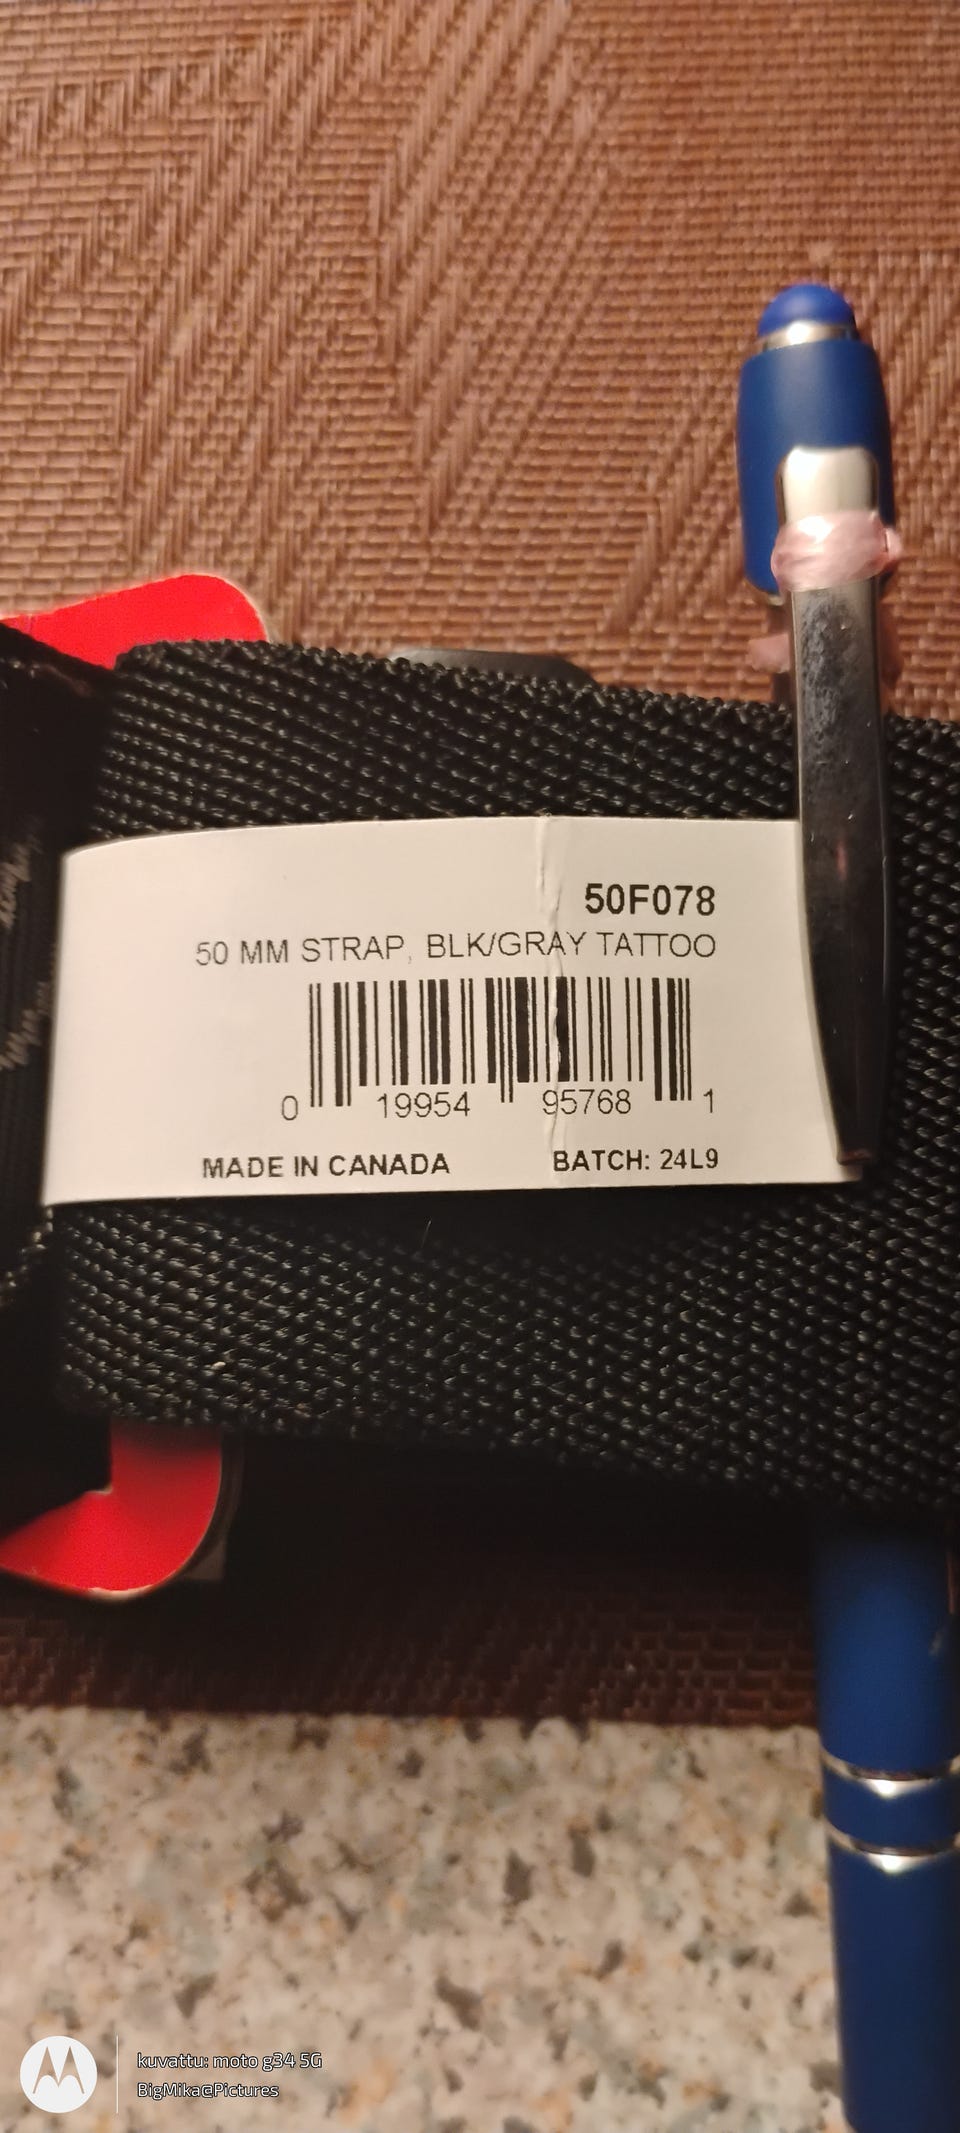 50F078
50 MM STRAP, BLK/GRAY TATTOO
0 19954 95768 1
MADE IN CANADA
BATCH: 24L9
kuvattu: moto g34 5G
BigMika@Pictures